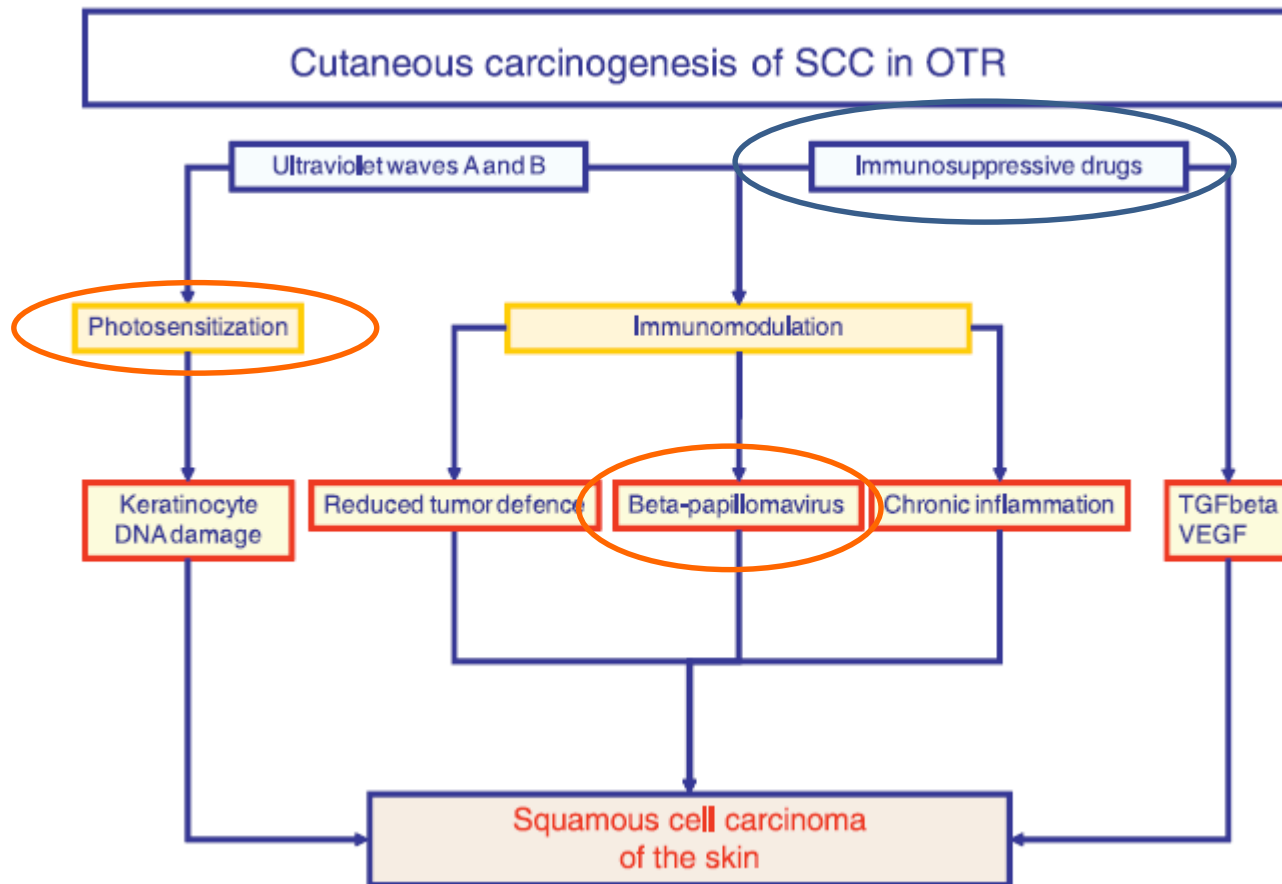 Cutaneous carcinogenesis of SCC in OTR
Ultraviolet waves A and B
Immunosuppressive drugs
Photosensitization
Immunomodulation
Keratinocyte
DNA damage
Reduced tumor defence
Beta-papillomavirus
Chronic inflammation
TGFbeta
VEGF
Squamous cell carcinoma
of the skin